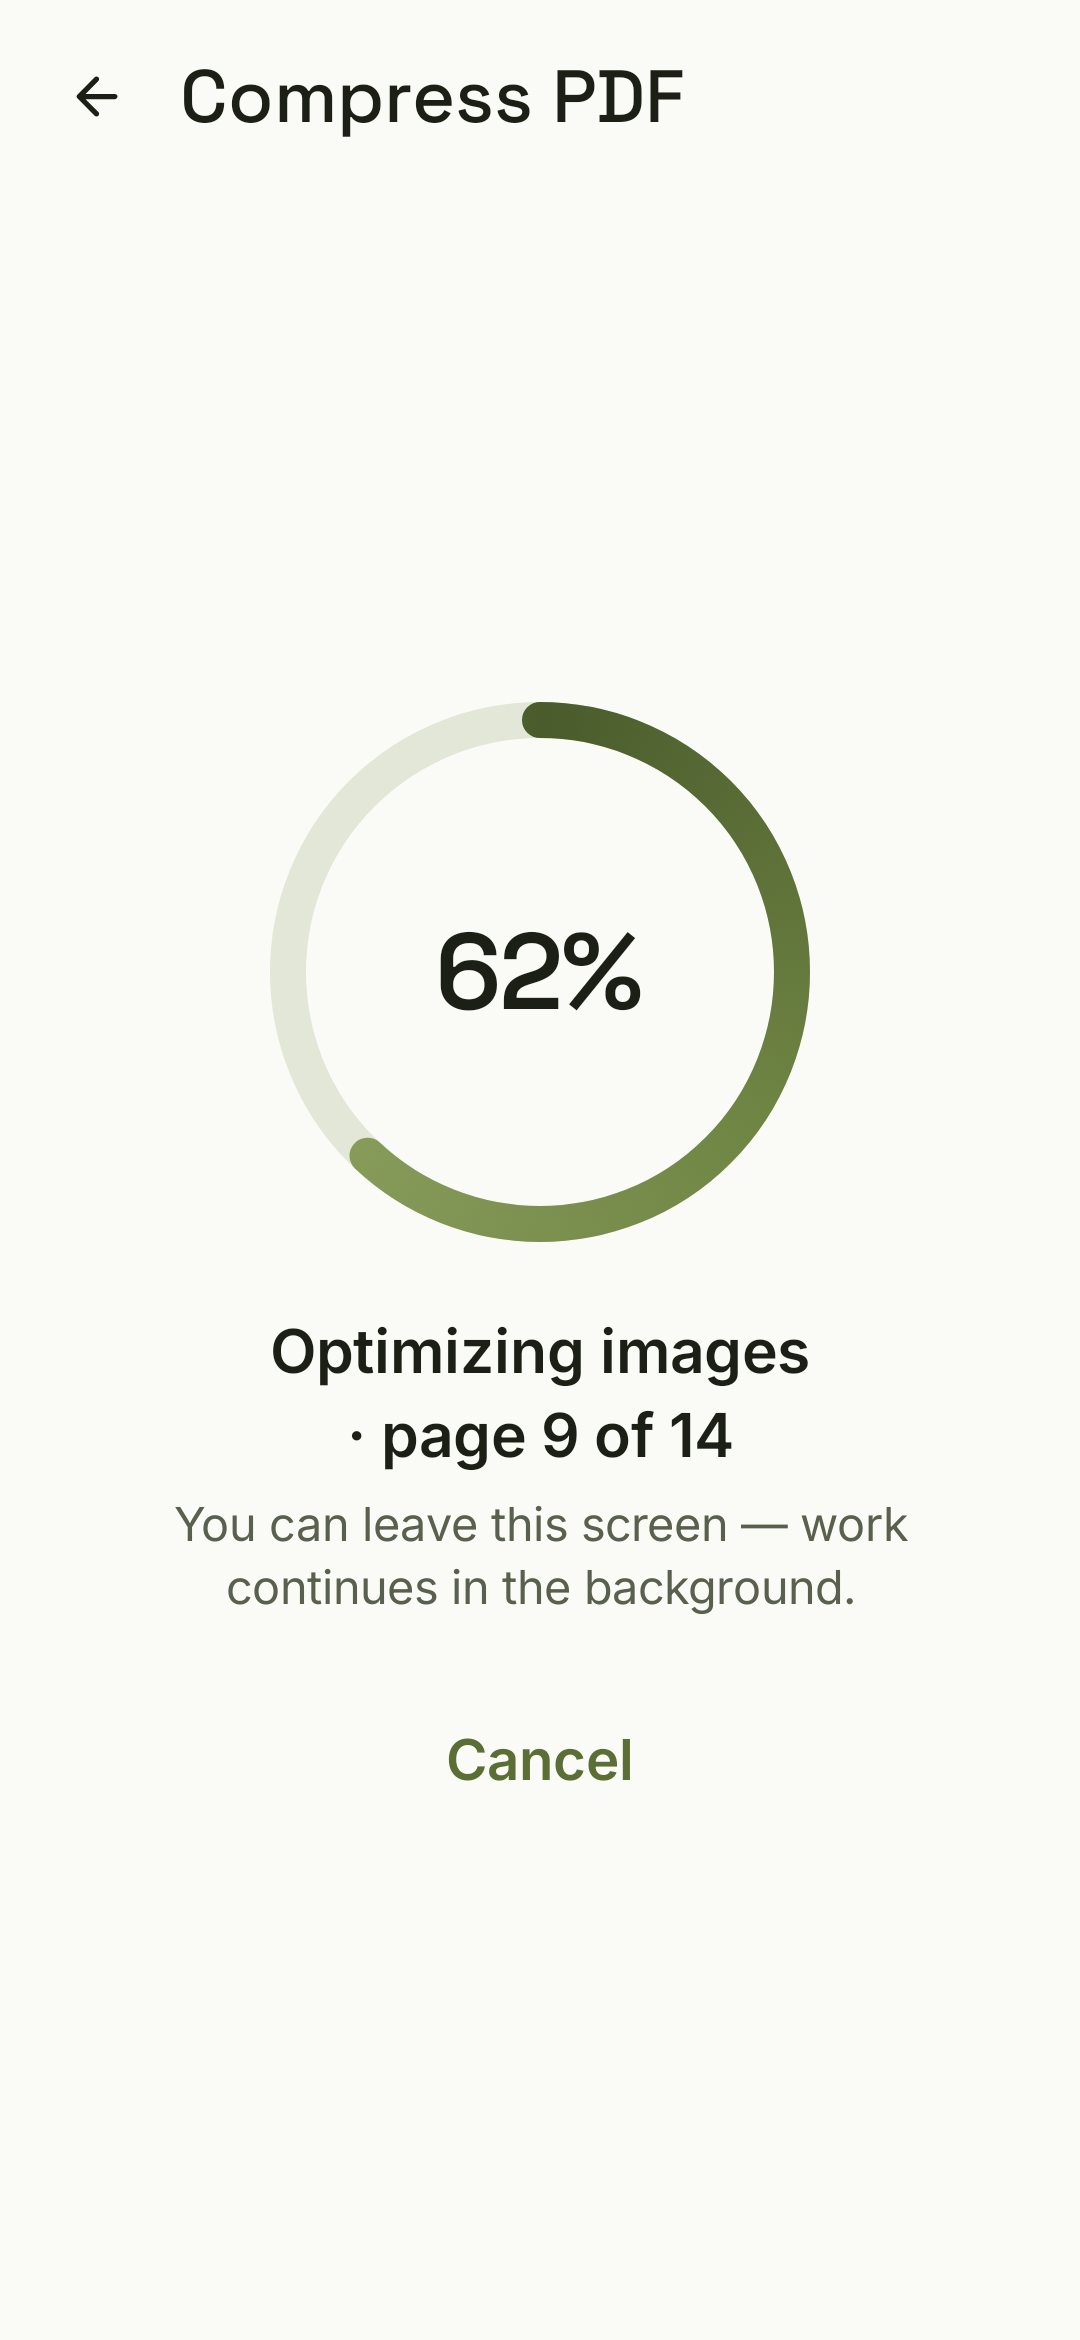 Compress PDF
62%
Optimizing images
· page 9 of 14
You can leave this screen — work
continues in the background.
Cancel